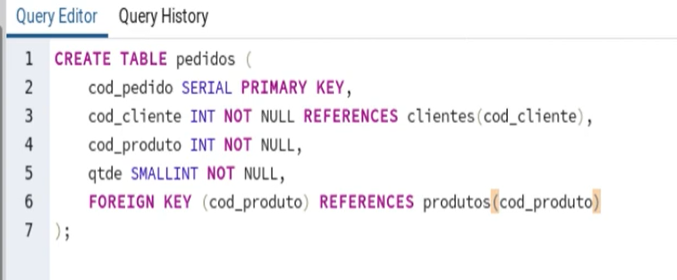 Query Editor Query History
1 CREATE TABLE pedidos (
2 cod_pedido SERIAL PRIMARY KEY,
3 cod_cliente INT NOT NULL REFERENCES clientes(cod_cliente),
4 cod_produto INT NOT NULL,
5 qtde SMALLINT NOT NULL,
6 FOREIGN KEY (cod_produto) REFERENCES produtos(cod_produto)
7 );